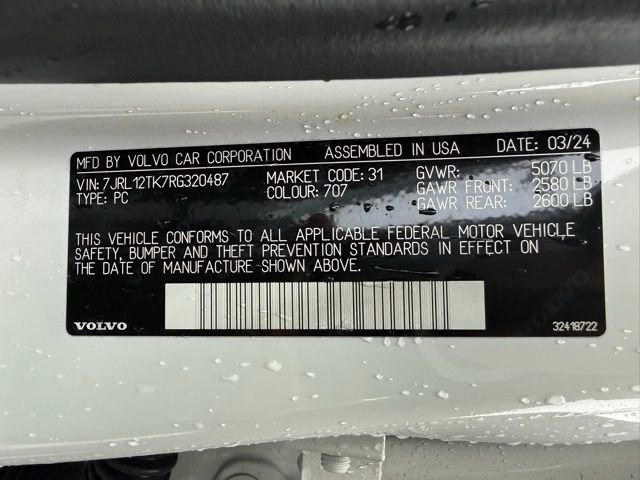 MFD BY VOLVO CAR CORPORATION ASSEMBLED IN USA DATE: 03/24
VIN: 7JRL12TK7RG320487 MARKET CODE: 31 GVWR: 5070 LB
TYPE: PC COLOUR: 707 GAWR FRONT: 2580 LB
GAWR REAR: 2600 LB
THIS VEHICLE CONFORMS TO ALL APPLICABLE FEDERAL MOTOR VEHICLE
SAFETY, BUMPER AND THEFT PREVENTION STANDARDS IN EFFECT ON
THE DATE OF MANUFACTURE SHOWN ABOVE.
VOLVO 32418722